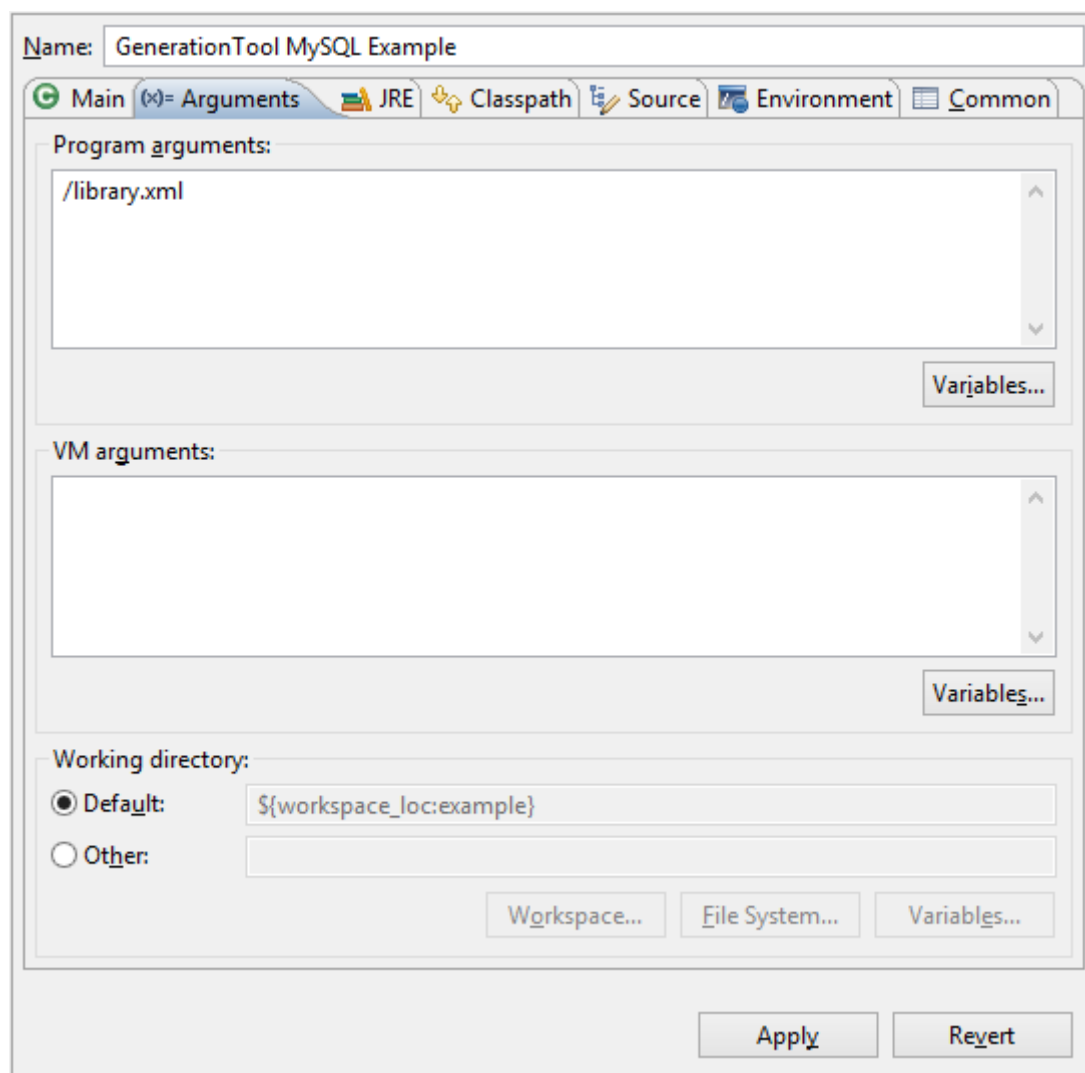 Name: GenerationTool MySQL Example
Main (x)= Arguments JRE Classpath Source Environment Common
Program arguments:
/library.xml
Variables...
VM arguments:
Variables...
Working directory:
Default: ${workspace_loc:example}
Other:
Workspace... File System... Variables...
Apply Revert